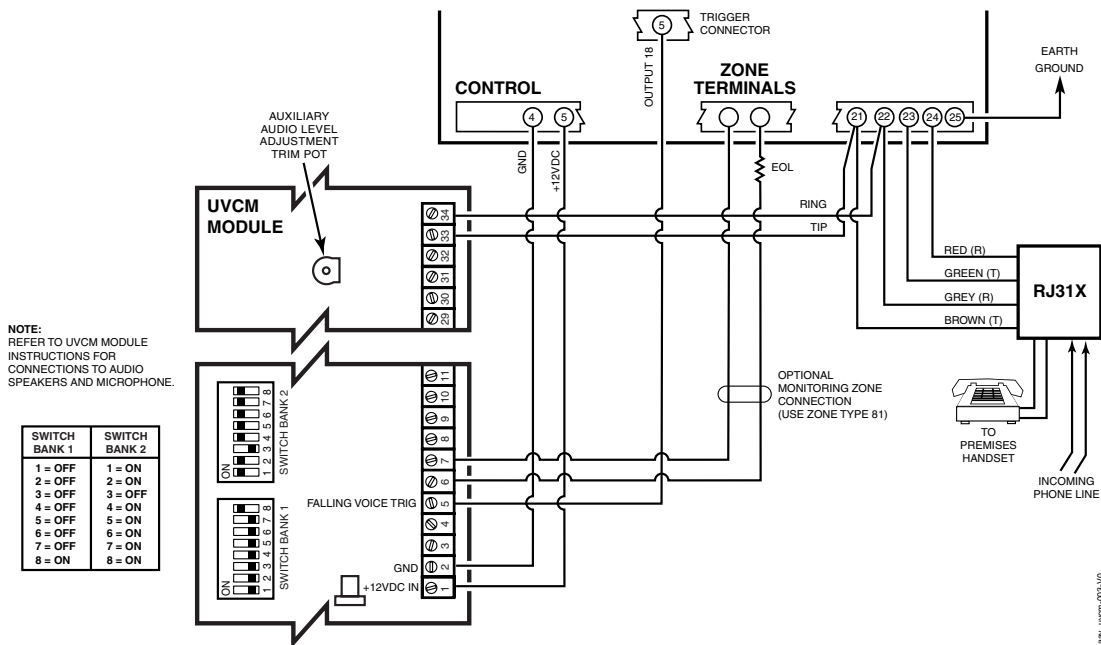 TRIGGER
CONNECTOR
5
OUTPUT 18
EARTH
GROUND
CONTROL
ZONE
TERMINALS
4
5
21
22
23
24
25
GND
+12VDC
EOL
AUXILIARY
AUDIO LEVEL
ADJUSTMENT
TRIM POT
UVCM
MODULE
34
33
32
31
30
29
RING
TIP
RED (R)
GREEN (T)
GREY (R)
BROWN (T)
RJ31X
NOTE:
REFER TO UVCM MODULE
INSTRUCTIONS FOR
CONNECTIONS TO AUDIO
SPEAKERS AND MICROPHONE.
OPTIONAL
MONITORING ZONE
CONNECTION
(USE ZONE TYPE 81)
TO
PREMISES
HANDSET
INCOMING
PHONE LINE
ON
1 2 3 4 5 6 7 8
SWITCH BANK 2
ON
1 2 3 4 5 6 7 8
SWITCH BANK 1
11
10
9
8
7
6
5
4
3
2
1
FALLING VOICE TRIG
GND
+12VDC IN
SWITCH BANK 1 SWITCH BANK 2
1 = OFF 1 = ON
2 = OFF 2 = ON
3 = OFF 3 = OFF
4 = OFF 4 = ON
5 = OFF 5 = ON
6 = OFF 6 = ON
7 = OFF 7 = ON
8 = ON 8 = ON